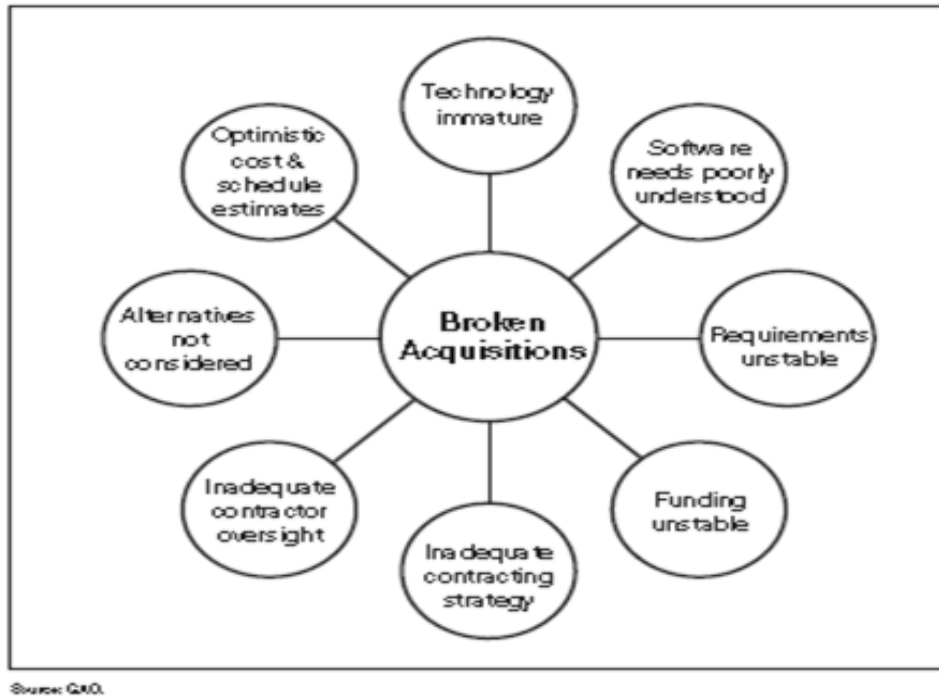 Technology
immature
Optimistic
cost &
schedule
estimates
Software
needs poorly
understood
Broken
Acquisitions
Alternatives
not
considered
Requirements
unstable
Inadequate
contractor
oversight
Funding
unstable
Inadequate
contracting
strategy
Source: GAO.